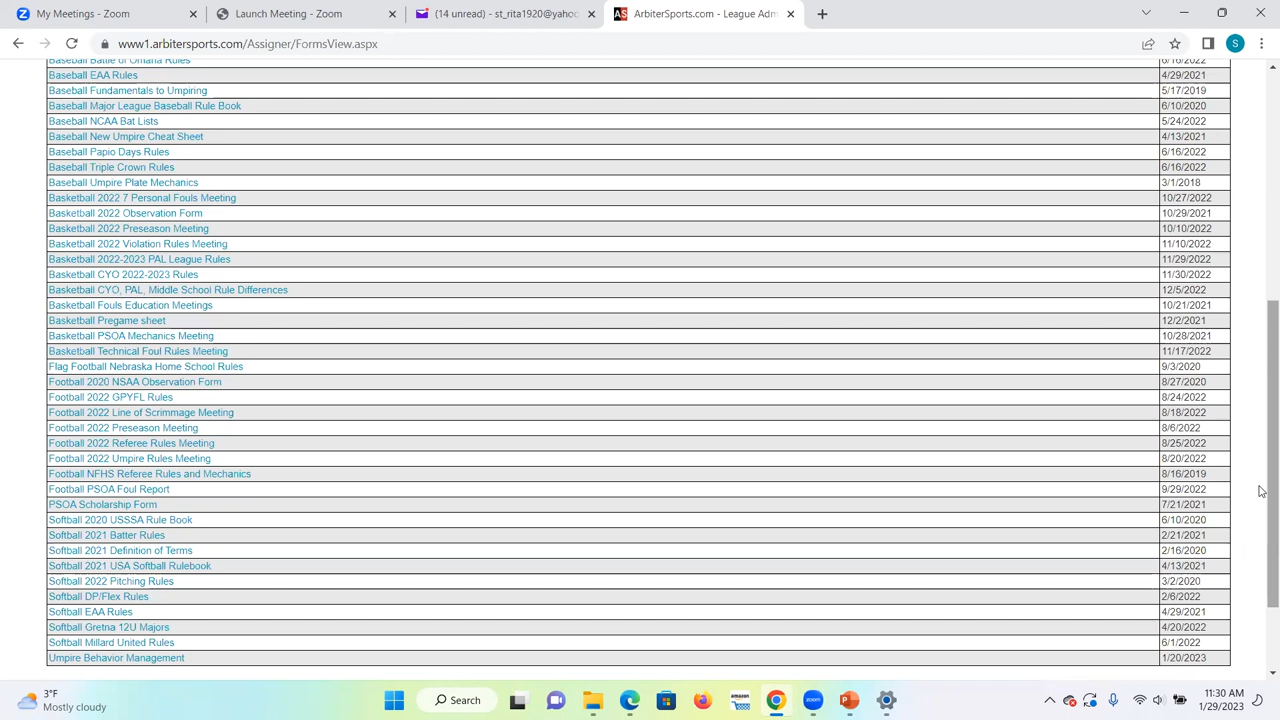 My Meetings - Zoom
Launch Meeting - Zoom
(14 unread) - st_rita1920@yahoo
ArbiterSports.com - League Adm
www1.arbitersports.com/Assigner/FormsView.aspx
S
Baseball Battle of Omaha Rules 6/16/2022
Baseball EAA Rules 4/29/2021
Baseball Fundamentals to Umpiring 5/17/2019
Baseball Major League Baseball Rule Book 6/10/2020
Baseball NCAA Bat Lists 5/24/2022
Baseball New Umpire Cheat Sheet 4/13/2021
Baseball Papio Days Rules 6/16/2022
Baseball Triple Crown Rules 6/16/2022
Baseball Umpire Plate Mechanics 3/1/2018
Basketball 2022 7 Personal Fouls Meeting 10/27/2022
Basketball 2022 Observation Form 10/29/2021
Basketball 2022 Preseason Meeting 10/10/2022
Basketball 2022 Violation Rules Meeting 11/10/2022
Basketball 2022-2023 PAL League Rules 11/29/2022
Basketball CYO 2022-2023 Rules 11/30/2022
Basketball CYO, PAL, Middle School Rule Differences 12/5/2022
Basketball Fouls Education Meetings 10/21/2021
Basketball Pregame sheet 12/2/2021
Basketball PSOA Mechanics Meeting 10/28/2021
Basketball Technical Foul Rules Meeting 11/17/2022
Flag Football Nebraska Home School Rules 9/3/2020
Football 2020 NSAA Observation Form 8/27/2020
Football 2022 GPYFL Rules 8/24/2022
Football 2022 Line of Scrimmage Meeting 8/18/2022
Football 2022 Preseason Meeting 8/6/2022
Football 2022 Referee Rules Meeting 8/25/2022
Football 2022 Umpire Rules Meeting 8/20/2022
Football NFHS Referee Rules and Mechanics 8/16/2019
Football PSOA Foul Report 9/29/2022
PSOA Scholarship Form 7/21/2021
Softball 2020 USSSA Rule Book 6/10/2020
Softball 2021 Batter Rules 2/21/2021
Softball 2021 Definition of Terms 2/16/2020
Softball 2021 USA Softball Rulebook 4/13/2021
Softball 2022 Pitching Rules 3/2/2020
Softball DP/Flex Rules 2/6/2022
Softball EAA Rules 4/29/2021
Softball Gretna 12U Majors 4/20/2022
Softball Millard United Rules 6/1/2022
Umpire Behavior Management 1/20/2023
3°F
Mostly cloudy
Search
amazon
zoom
11:30 AM
1/29/2023